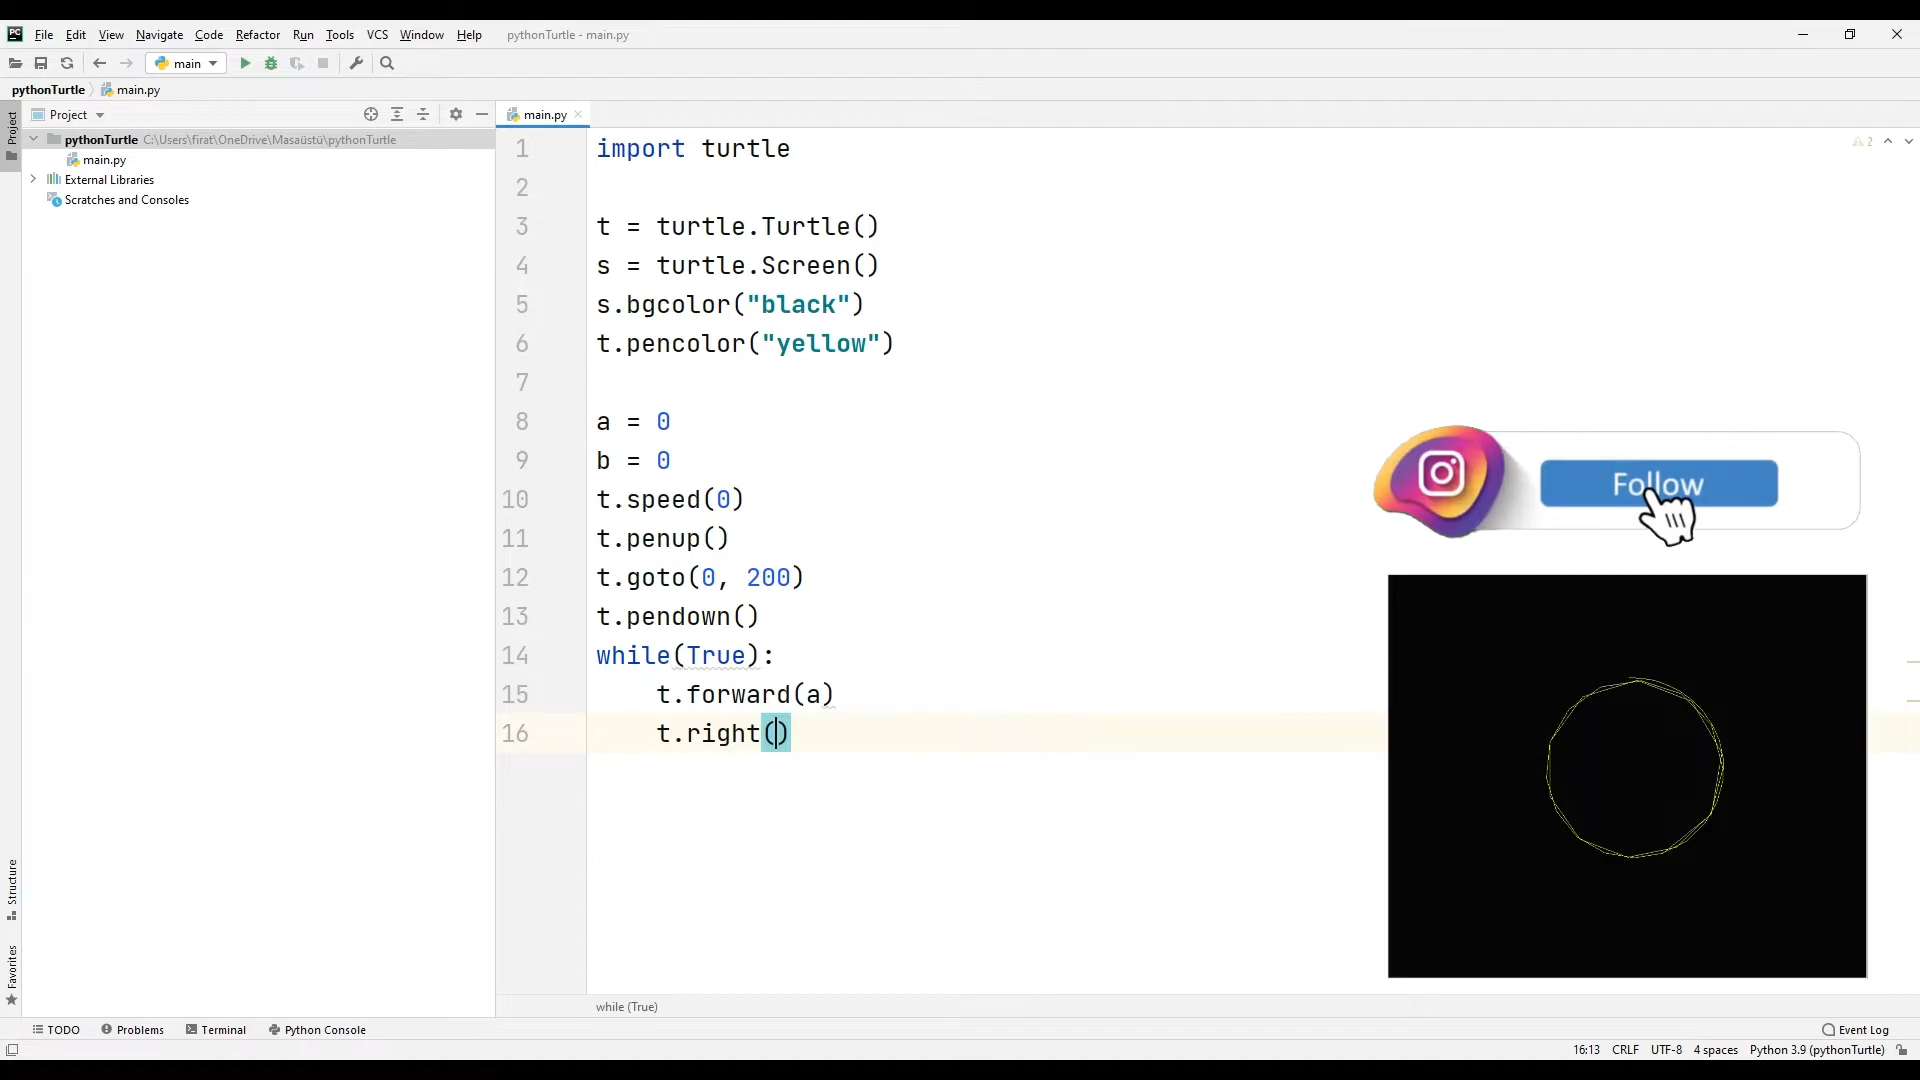 PC File Edit View Navigate Code Refactor Run Tools VCS Window Help pythonTurtle - main.py
main
pythonTurtle main.py
Project
main.py
2
pythonTurtle C:\Users\firat\OneDrive\Masaüstü\pythonTurtle
main.py
External Libraries
Scratches and Consoles
Project
Structure
Favorites
1 import turtle
2
3 t = turtle.Turtle()
4 s = turtle.Screen()
5 s.bgcolor("black")
6 t.pencolor("yellow")
7
8 a = 0
9 b = 0
10 t.speed(0)
11 t.penup()
12 t.goto(0, 200)
13 t.pendown()
14 while(True):
15 t.forward(a)
16 t.right()
Follow
while (True)
TODO Problems Terminal Python Console Event Log
16:13 CRLF UTF-8 4 spaces Python 3.9 (pythonTurtle)